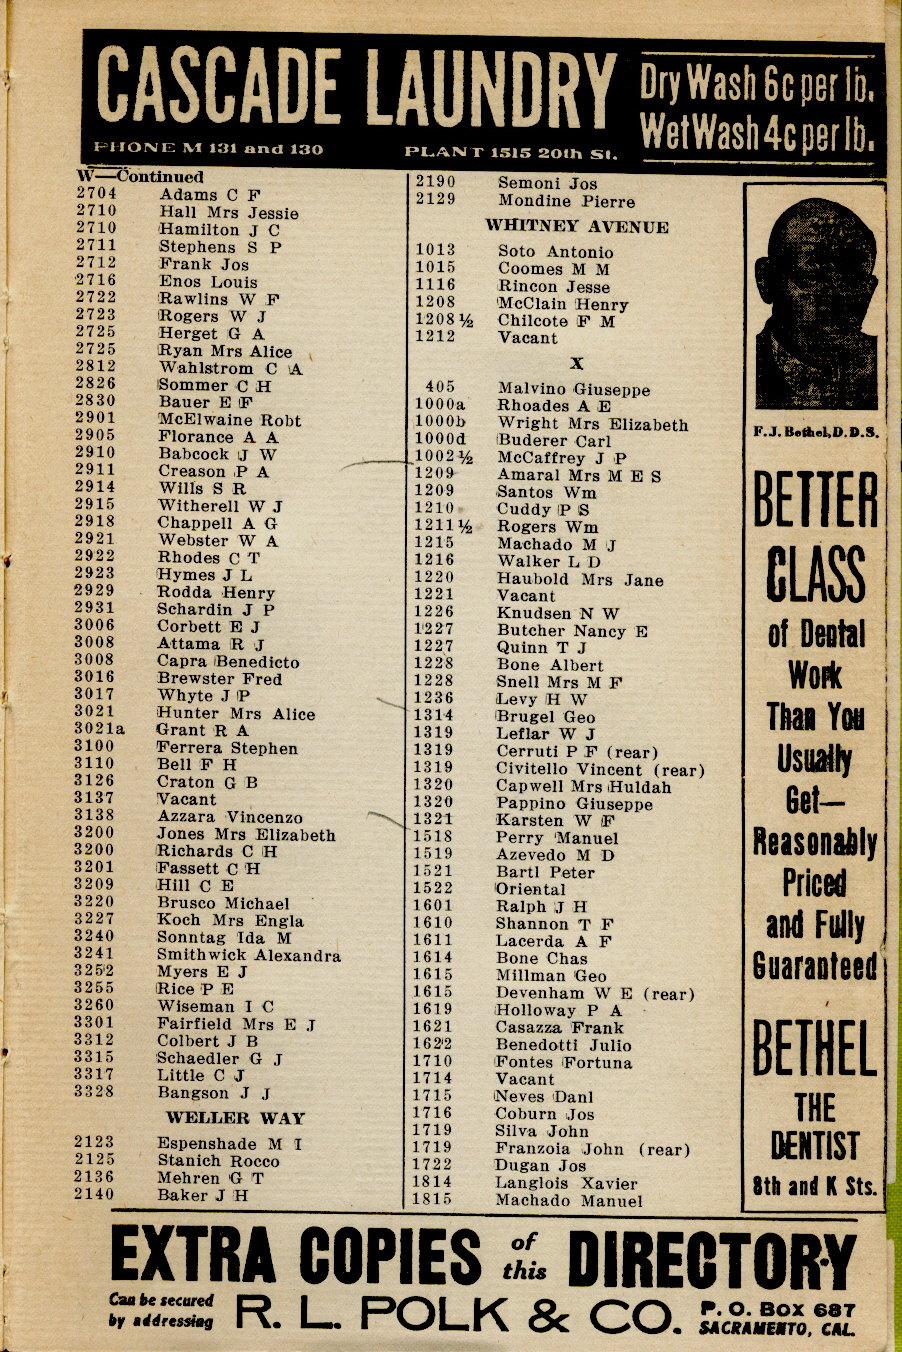 CASCADE LAUNDRY
Dry Wash 6c per lb.
Wet Wash 4c per lb.
PHONE M 131 and 130 PLANT 1515 20th St.
W—Continued
2704 Adams C F
2710 Hall Mrs Jessie
2710 Hamilton J C
2711 Stephens S P
2712 Frank Jos
2716 Enos Louis
2722 Rawlins W F
2723 Rogers W J
2725 Herget G A
2725 Ryan Mrs Alice
2812 Wahlstrom C A
2826 Sommer C H
2830 Bauer E F
2901 McElwaine Robt
2905 Florance A A
2910 Babcock J W
2911 Creason P A
2914 Wills S R
2915 Witherell W J
2918 Chappell A G
2921 Webster W A
2922 Rhodes C T
2923 Hymes J L
2929 Rodda Henry
2931 Schardin J P
3006 Corbett E J
3008 Attama R J
3008 Capra Benedicto
3016 Brewster Fred
3017 Whyte J P
3021 Hunter Mrs Alice
3021a Grant R A
3100 Ferrera Stephen
3110 Bell F H
3126 Craton G B
3137 Vacant
3138 Azzara Vincenzo
3200 Jones Mrs Elizabeth
3200 Richards C H
3201 Fassett C H
3209 Hill C E
3220 Brusco Michael
3227 Koch Mrs Engla
3240 Sonntag Ida M
3241 Smithwick Alexandra
3252 Myers E J
3255 Rice P E
3260 Wiseman I C
3301 Fairfield Mrs E J
3312 Colbert J B
3315 Schaedler G J
3317 Little C J
3328 Bangson J J
WELLER WAY
2123 Espenshade M I
2125 Stanich Rocco
2136 Mehren G T
2140 Baker J H
2190 Semoni Jos
2129 Mondine Pierre
WHITNEY AVENUE
1013 Soto Antonio
1015 Coomes M M
1116 Rincon Jesse
1208 McClain Henry
1208½ Chilcote F M
1212 Vacant
X
405 Malvino Giuseppe
1000a Rhoades A E
1000b Wright Mrs Elizabeth
1000d Buderer Carl
1002½ McCaffrey J P
1209 Amaral Mrs M E S
1209 Santos Wm
1210 Cuddy P S
1211½ Rogers Wm
1215 Machado M J
1216 Walker L D
1220 Haubold Mrs Jane
1221 Vacant
1226 Knudsen N W
1227 Butcher Nancy E
1227 Quinn T J
1228 Bone Albert
1228 Snell Mrs M F
1236 Levy H W
1314 Brugel Geo
1319 Leflar W J
1319 Cerruti P F (rear)
1319 Civitello Vincent (rear)
1320 Capwell Mrs Huldah
1320 Pappino Giuseppe
1321 Karsten W F
1518 Perry Manuel
1519 Azevedo M D
1521 Bartl Peter
1522 Oriental
1601 Ralph J H
1610 Shannon T F
1611 Lacerda A F
1614 Bone Chas
1615 Millman Geo
1615 Devenham W E (rear)
1619 Holloway P A
1621 Casazza Frank
1622 Benedotti Julio
1710 Fontes Fortuna
1714 Vacant
1715 Neves Danl
1716 Coburn Jos
1719 Silva John
1719 Franzoia John (rear)
1722 Dugan Jos
1814 Langlois Xavier
1815 Machado Manuel
F.J. Bethel, D.D.S.
BETTER
CLASS
of Dental
Work
Than You
Usually
Get—
Reasonably
Priced
and Fully
Guaranteed
BETHEL
THE
DENTIST
8th and K Sts.
EXTRA COPIES of this DIRECTORY
Can be secured
by addressing
R. L. POLK & CO.
P. O. BOX 687
SACRAMENTO, CAL.